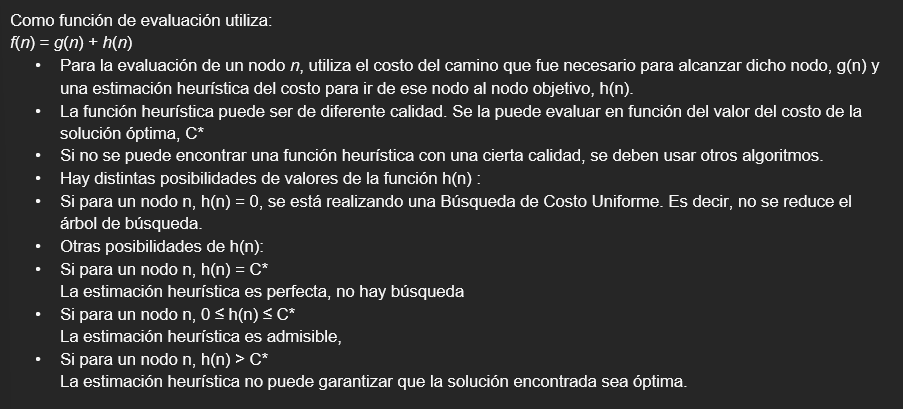 Como función de evaluación utiliza:
f(n) = g(n) + h(n)
• Para la evaluación de un nodo n, utiliza el costo del camino que fue necesario para alcanzar dicho nodo, g(n) y
una estimación heurística del costo para ir de ese nodo al nodo objetivo, h(n).
• La función heurística puede ser de diferente calidad. Se la puede evaluar en función del valor del costo de la
solución óptima, C*
• Si no se puede encontrar una función heurística con una cierta calidad, se deben usar otros algoritmos.
• Hay distintas posibilidades de valores de la función h(n) :
• Si para un nodo n, h(n) = 0, se está realizando una Búsqueda de Costo Uniforme. Es decir, no se reduce el
árbol de búsqueda.
• Otras posibilidades de h(n):
• Si para un nodo n, h(n) = C*
La estimación heurística es perfecta, no hay búsqueda
• Si para un nodo n, 0 ≤ h(n) ≤ C*
La estimación heurística es admisible,
• Si para un nodo n, h(n) > C*
La estimación heurística no puede garantizar que la solución encontrada sea óptima.